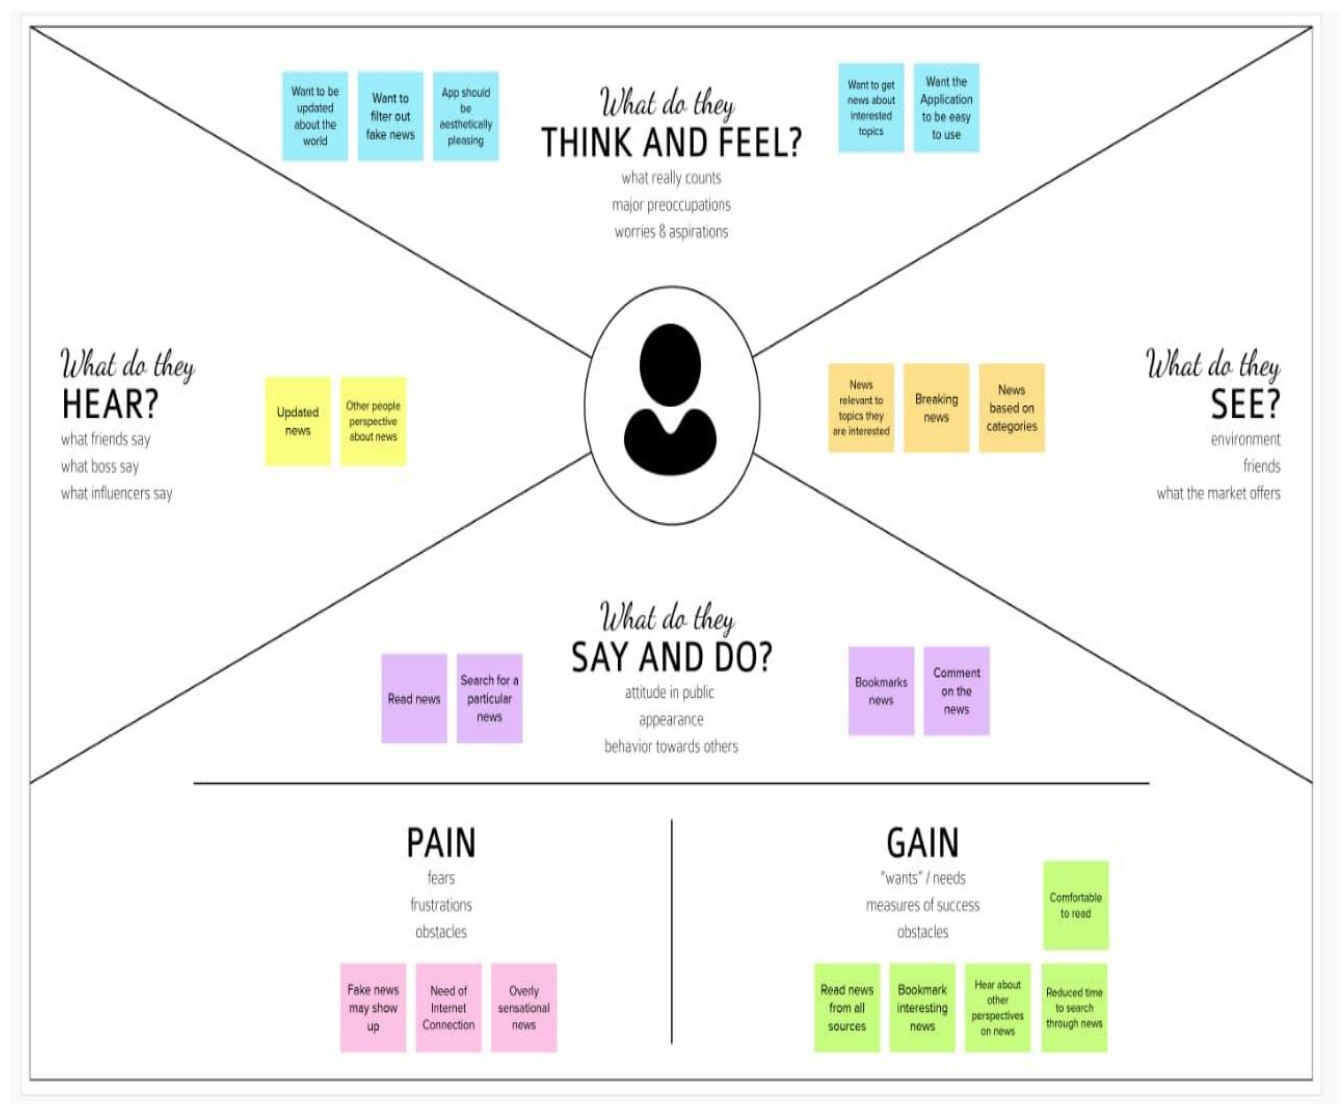 Want to be
updated
about the
world
Want to
filter out
fake news
App should
be
aesthetically
pleasing
What do they
THINK AND FEEL?
what really counts
major preoccupations
worries & aspirations
Want to get
news about
interested
topics
Want the
Application
to be easy
to use
What do they
HEAR?
what friends say
what boss say
what influencers say
Updated
news
Other people
perspective
about news
News
relevant to
topics they
are interested
Breaking
news
News
based on
categories
What do they
SEE?
environment
friends
what the market offers
Read news
Search for a
particular
news
What do they
SAY AND DO?
attitude in public
appearance
behavior towards others
Bookmarks
news
Comment
on the
news
PAIN
fears
frustrations
obstacles
Fake news
may show
up
Need of
Internet
Connection
Overly
sensational
news
GAIN
"wants" / needs
measures of success
obstacles
Comfortable
to read
Read news
from all
sources
Bookmark
interesting
news
Hear about
other
perspectives
on news
Reduced time
to search
through news